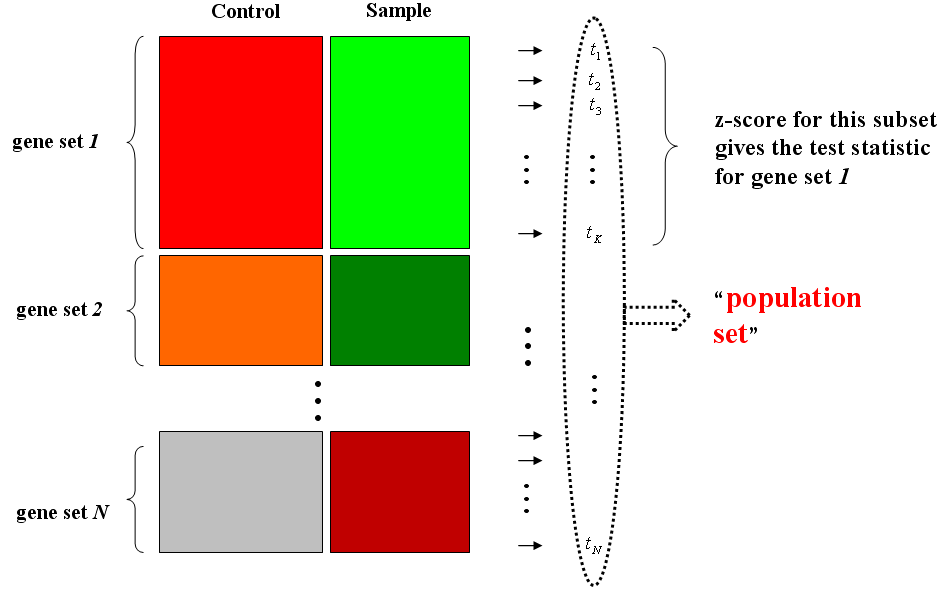 Control
Sample
gene set 1
t1
t2
t3
tK
z-score for this subset
gives the test statistic
for gene set 1
gene set 2
“population
set”
gene set N
tN